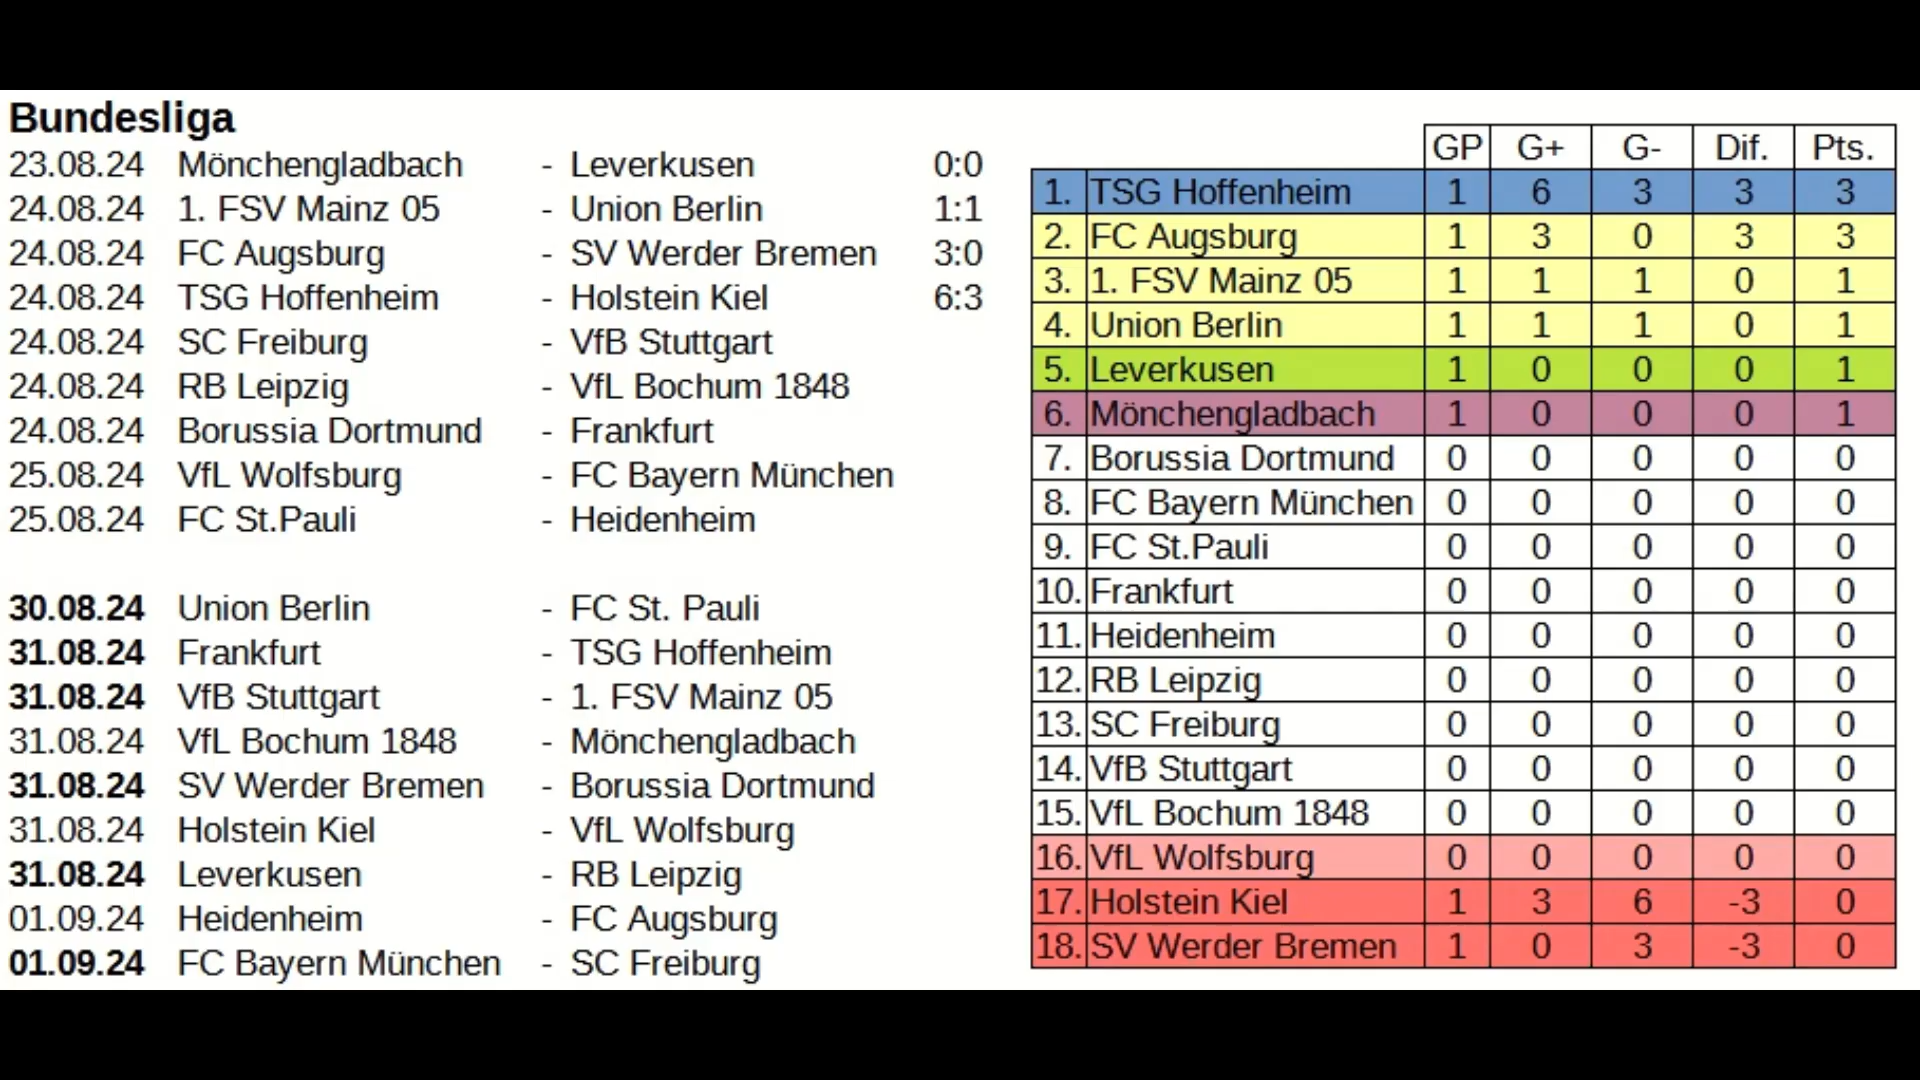 Bundesliga
23.08.24 Mönchengladbach - Leverkusen 0:0
24.08.24 1. FSV Mainz 05 - Union Berlin 1:1
24.08.24 FC Augsburg - SV Werder Bremen 3:0
24.08.24 TSG Hoffenheim - Holstein Kiel 6:3
24.08.24 SC Freiburg - VfB Stuttgart
24.08.24 RB Leipzig - VfL Bochum 1848
24.08.24 Borussia Dortmund - Frankfurt
25.08.24 VfL Wolfsburg - FC Bayern München
25.08.24 FC St.Pauli - Heidenheim
30.08.24 Union Berlin - FC St. Pauli
31.08.24 Frankfurt - TSG Hoffenheim
31.08.24 VfB Stuttgart - 1. FSV Mainz 05
31.08.24 VfL Bochum 1848 - Mönchengladbach
31.08.24 SV Werder Bremen - Borussia Dortmund
31.08.24 Holstein Kiel - VfL Wolfsburg
31.08.24 Leverkusen - RB Leipzig
01.09.24 Heidenheim - FC Augsburg
01.09.24 FC Bayern München - SC Freiburg
GP G+ G- Dif. Pts.
1. TSG Hoffenheim 1 6 3 3 3
2. FC Augsburg 1 3 0 3 3
3. 1. FSV Mainz 05 1 1 1 0 1
4. Union Berlin 1 1 1 0 1
5. Leverkusen 1 0 0 0 1
6. Mönchengladbach 1 0 0 0 1
7. Borussia Dortmund 0 0 0 0 0
8. FC Bayern München 0 0 0 0 0
9. FC St.Pauli 0 0 0 0 0
10. Frankfurt 0 0 0 0 0
11. Heidenheim 0 0 0 0 0
12. RB Leipzig 0 0 0 0 0
13. SC Freiburg 0 0 0 0 0
14. VfB Stuttgart 0 0 0 0 0
15. VfL Bochum 1848 0 0 0 0 0
16. VfL Wolfsburg 0 0 0 0 0
17. Holstein Kiel 1 3 6 -3 0
18. SV Werder Bremen 1 0 3 -3 0